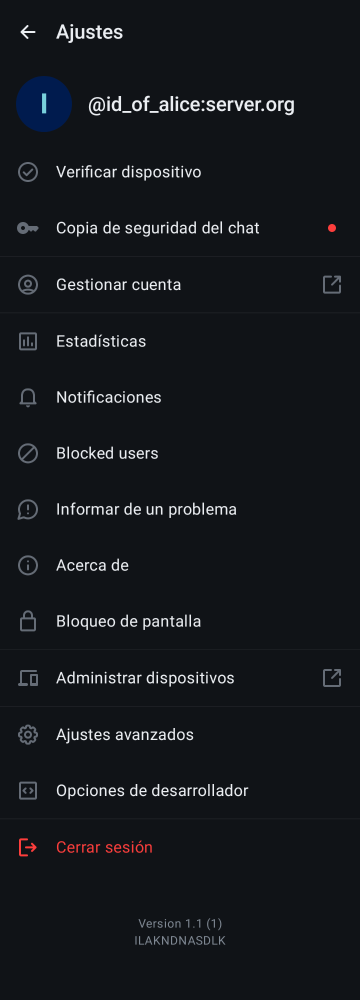 Ajustes
I
@id_of_alice:server.org
Verificar dispositivo
Copia de seguridad del chat
Gestionar cuenta
Estadísticas
Notificaciones
Blocked users
Informar de un problema
Acerca de
Bloqueo de pantalla
Administrar dispositivos
Ajustes avanzados
Opciones de desarrollador
Cerrar sesión
Version 1.1 (1)
ILAKNDNASDLK